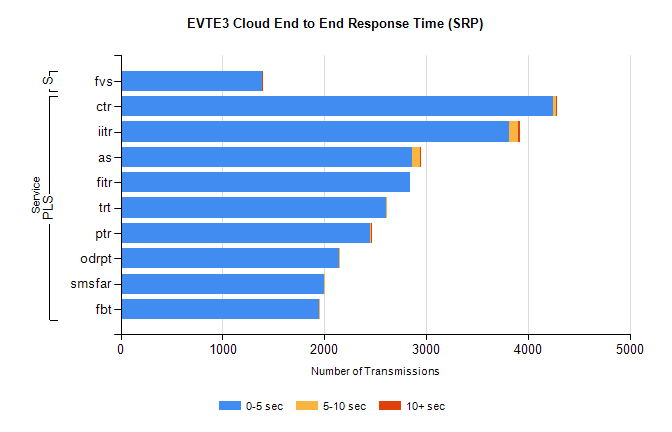 EVTE3 Cloud End to End Response Time (SRP)
S
fvs
ctr
iitr
as
fitr
trt
ptr
odrpt
smsfar
fbt
Service
PLS
0 1000 2000 3000 4000 5000
Number of Transmissions
0-5 sec 5-10 sec 10+ sec